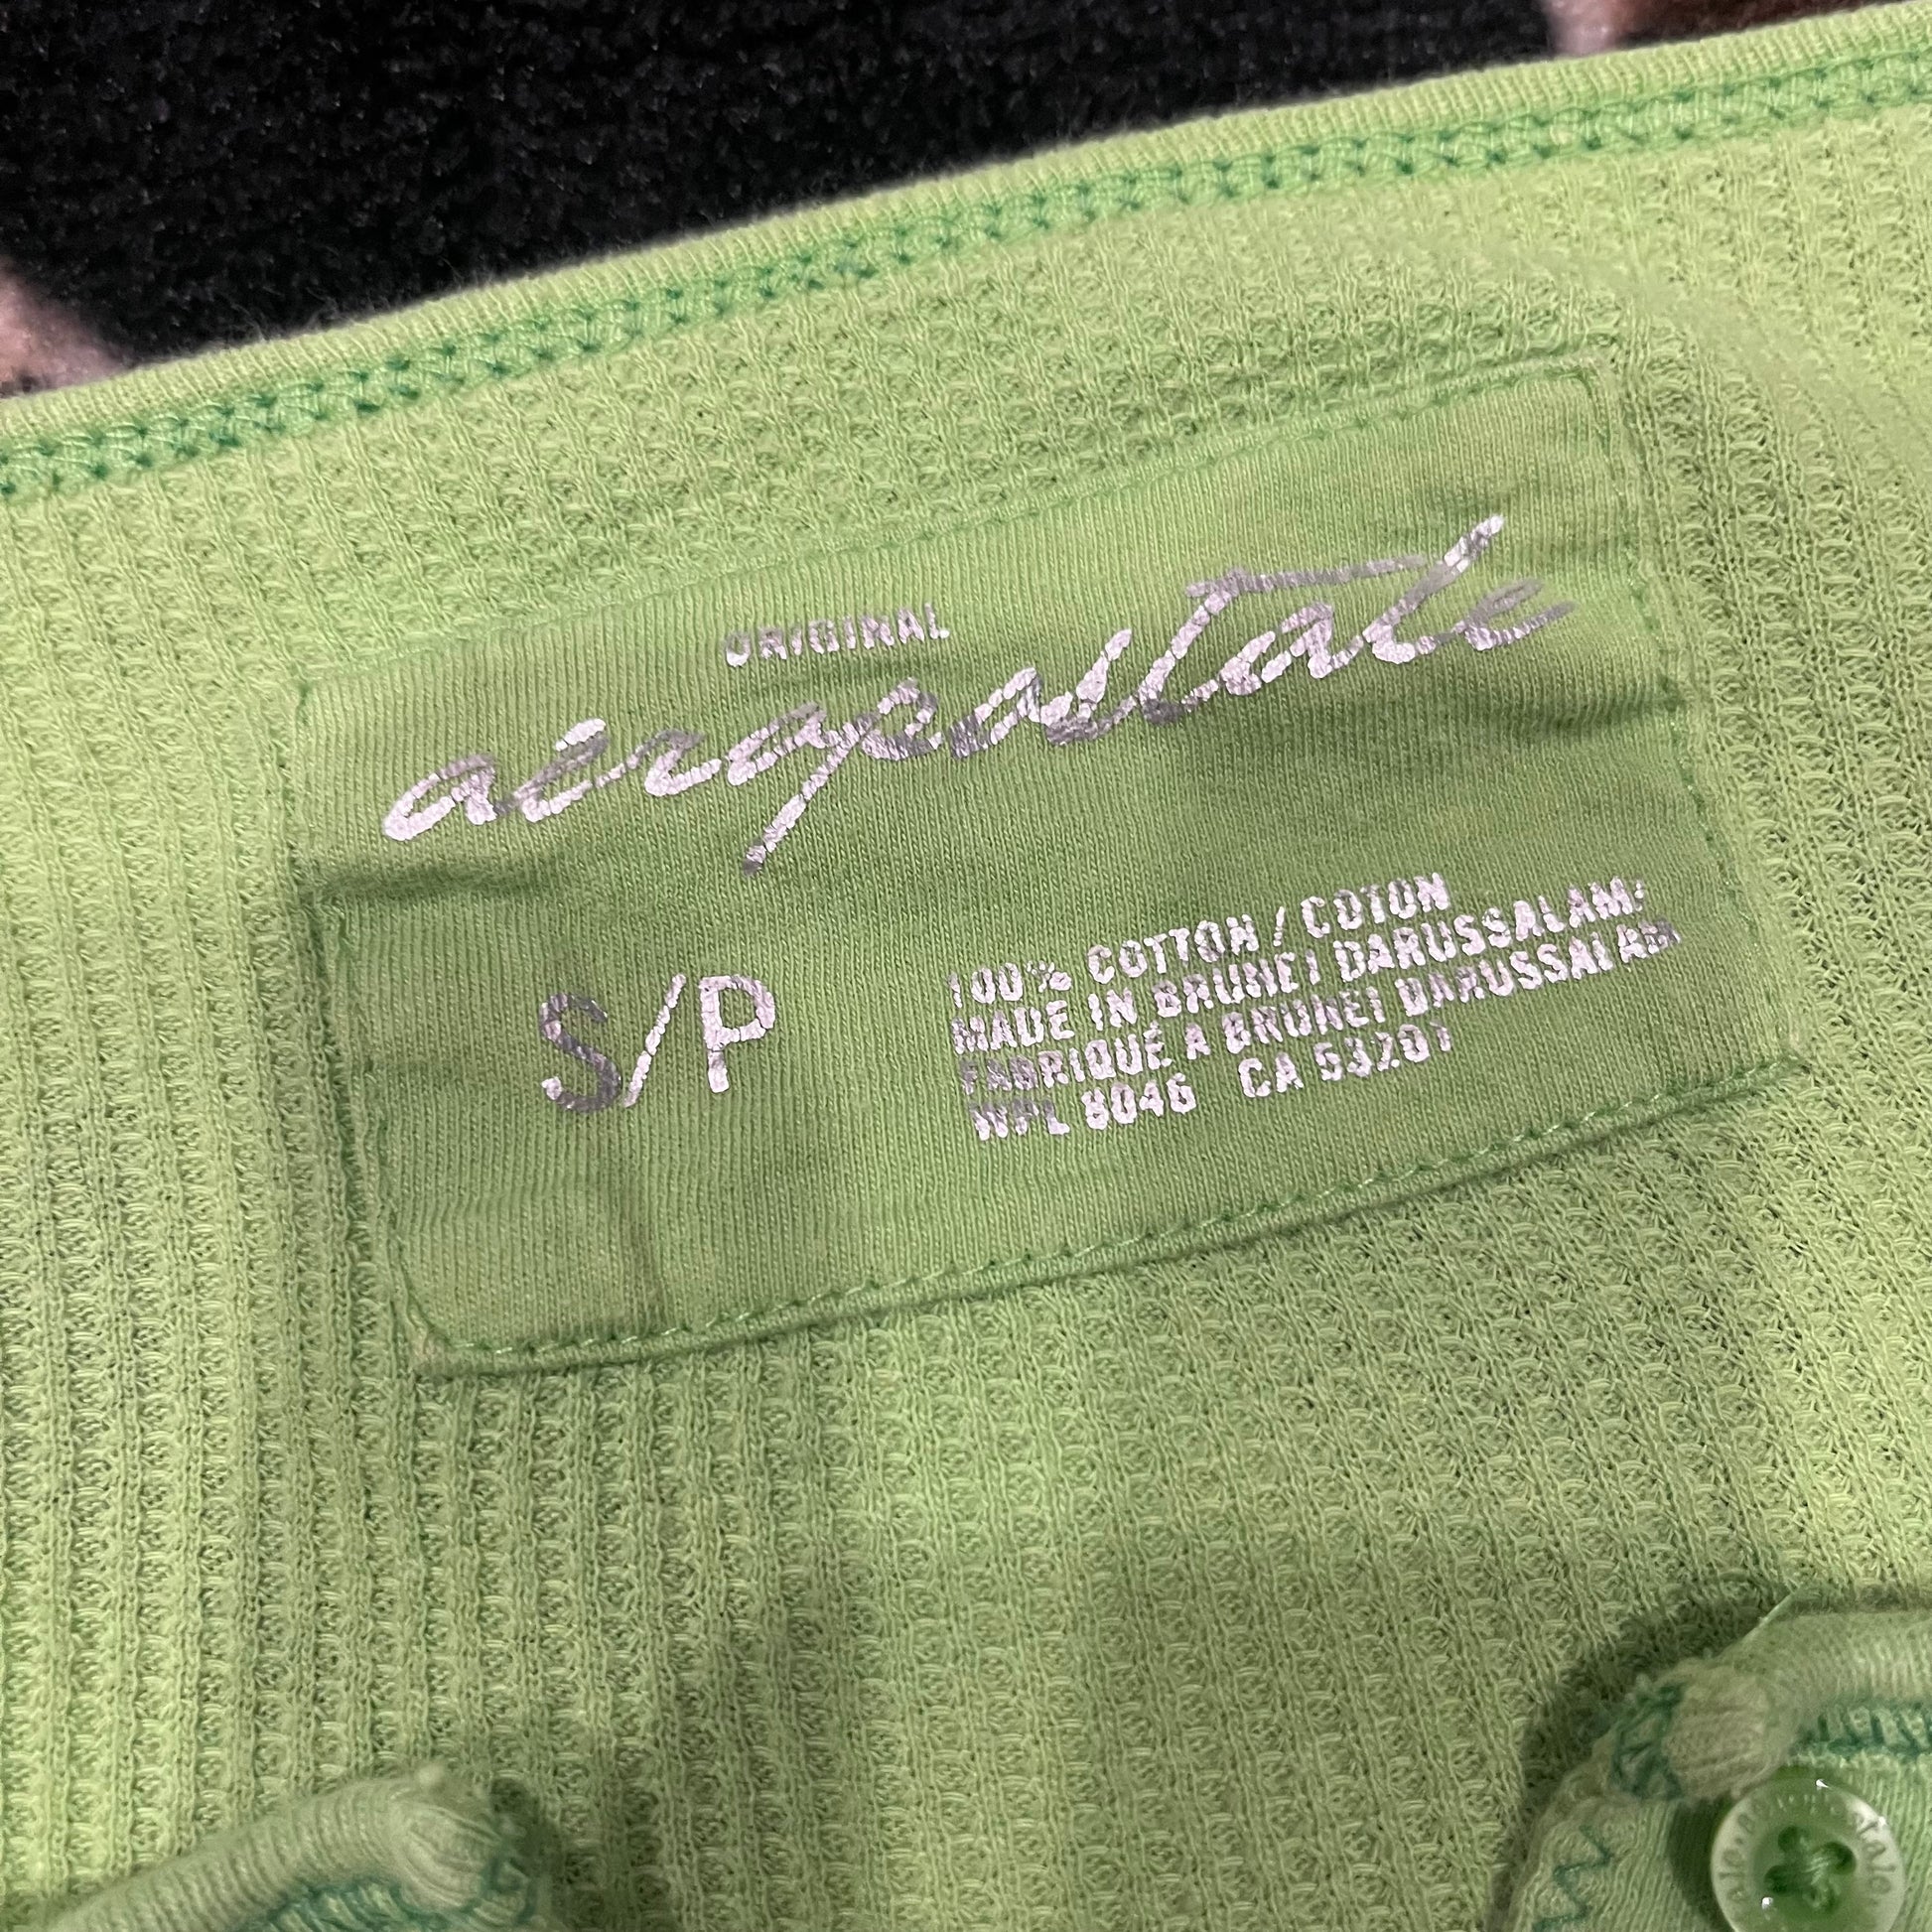 ORIGINAL
aeropostale
S/P
100% COTTON / COTON
MADE IN BRUNEI DARUSSALAM
FABRIQUÉ A BRUNEI DARUSSALAM
WPL 8046 CA 53201